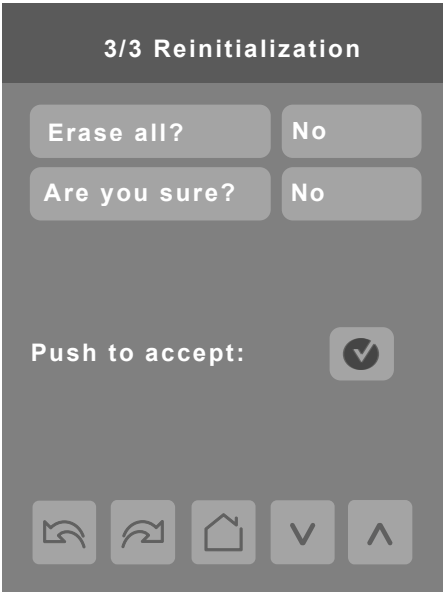 3/3 Reinitialization
Erase all? No
Are you sure? No
Push to accept: